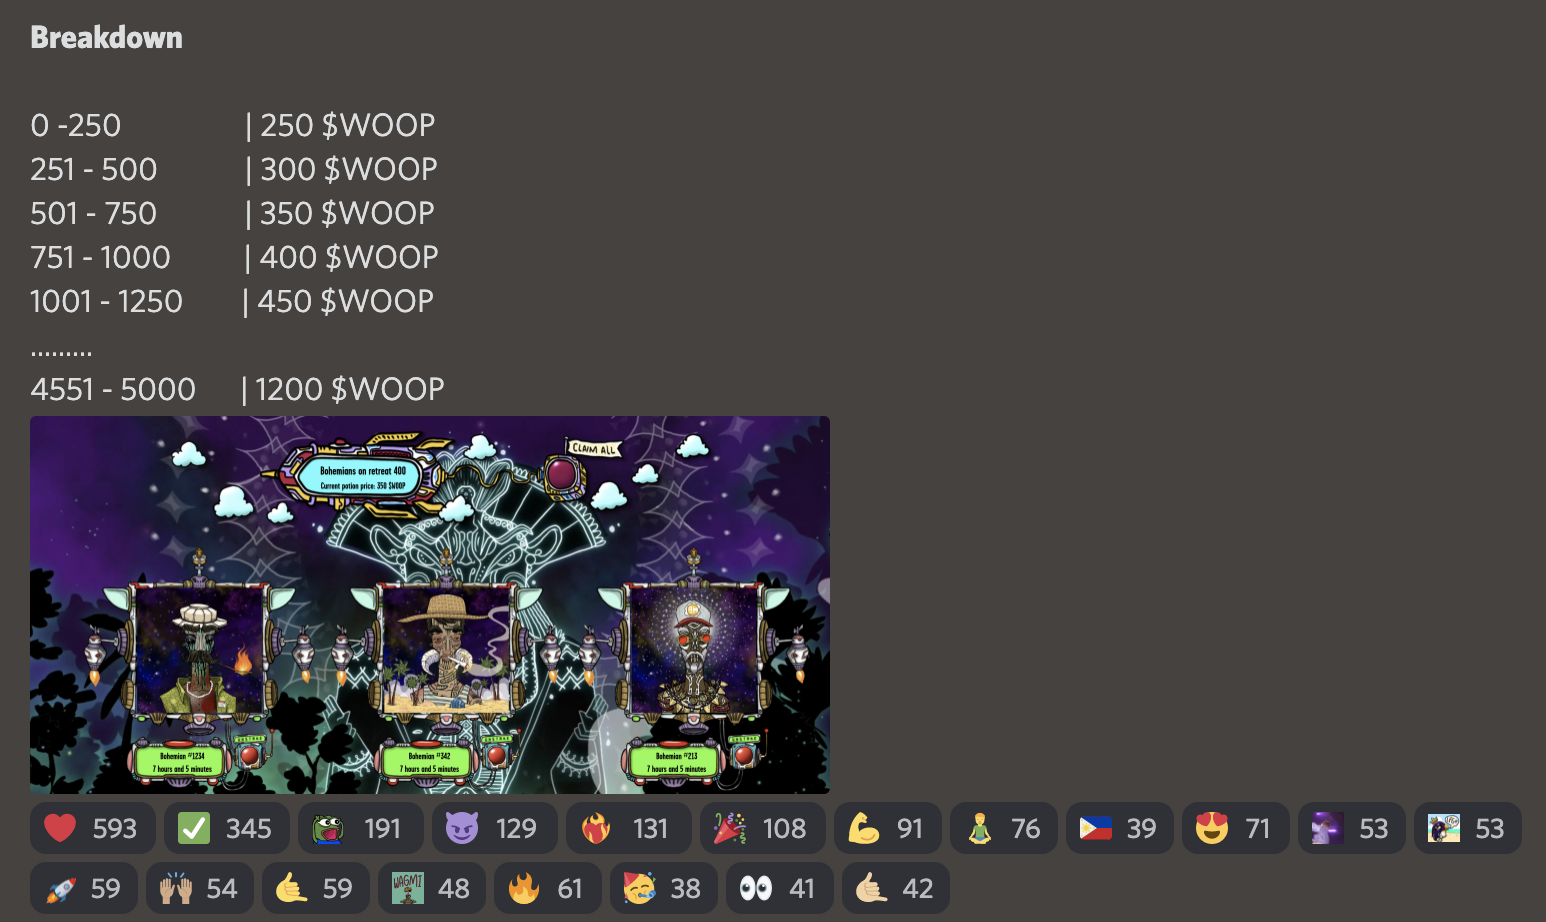 Breakdown
0 -250 | 250 $WOOP
251 - 500 | 300 $WOOP
501 - 750 | 350 $WOOP
751 - 1000 | 400 $WOOP
1001 - 1250 | 450 $WOOP
.........
4551 - 5000 | 1200 $WOOP
CLAIM ALL
Bohemians on retreat 400
Current potion price: 350 $WOOP
Bohemian #1234
7 hours and 5 minutes
Bohemian #342
7 hours and 5 minutes
Bohemian #213
7 hours and 5 minutes
593 345 191 129 131 108 91 76 39 71 53 53
59 54 59 WAGMI 48 61 38 41 42